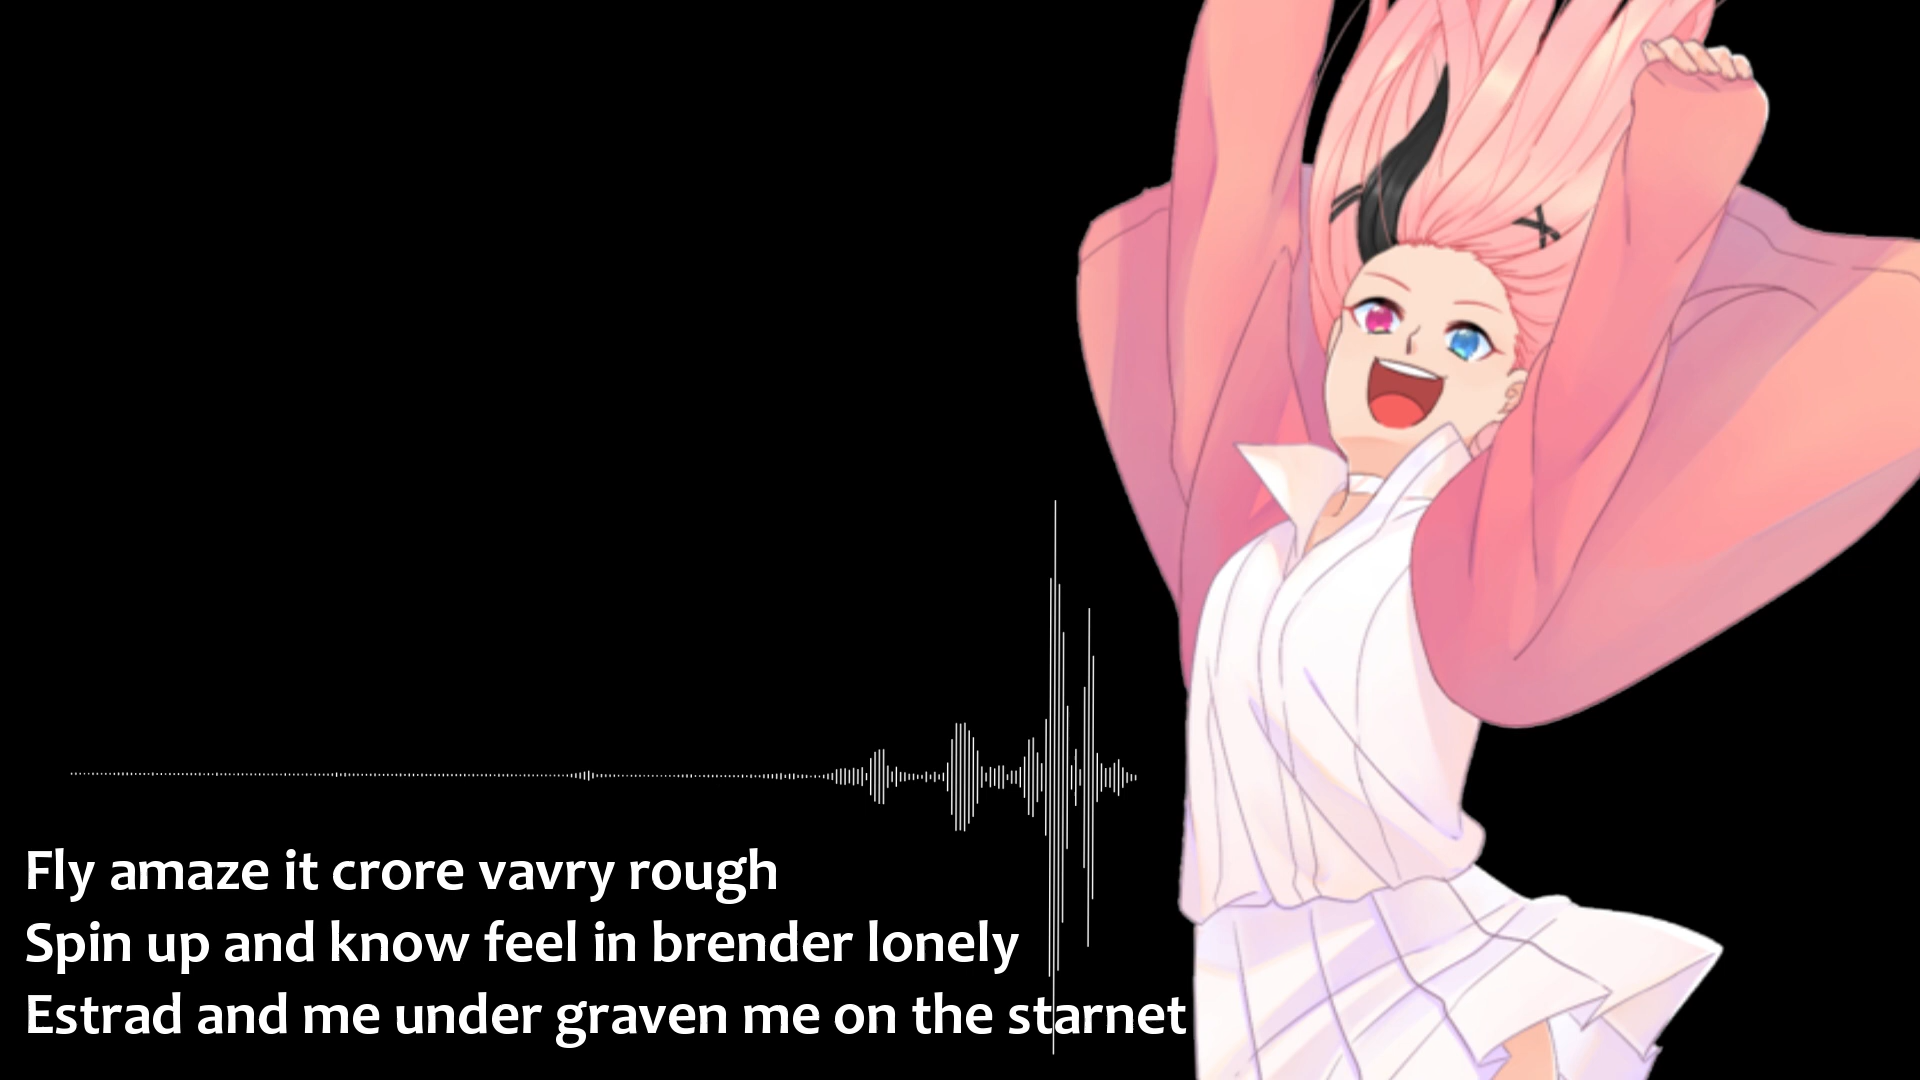 Fly amaze it crore vavry rough
Spin up and know feel in brender lonely
Estrad and me under graven me on the starnet